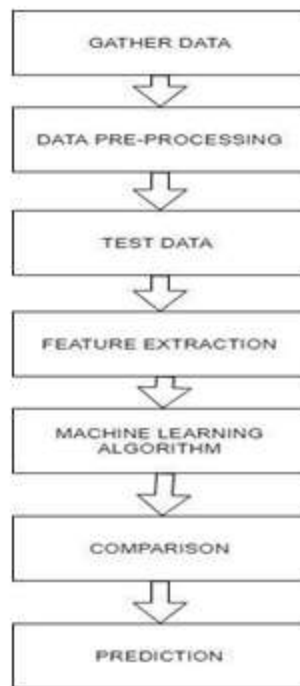 GATHER DATA
DATA PRE-PROCESSING
TEST DATA
FEATURE EXTRACTION
MACHINE LEARNING
ALGORITHM
COMPARISON
PREDICTION